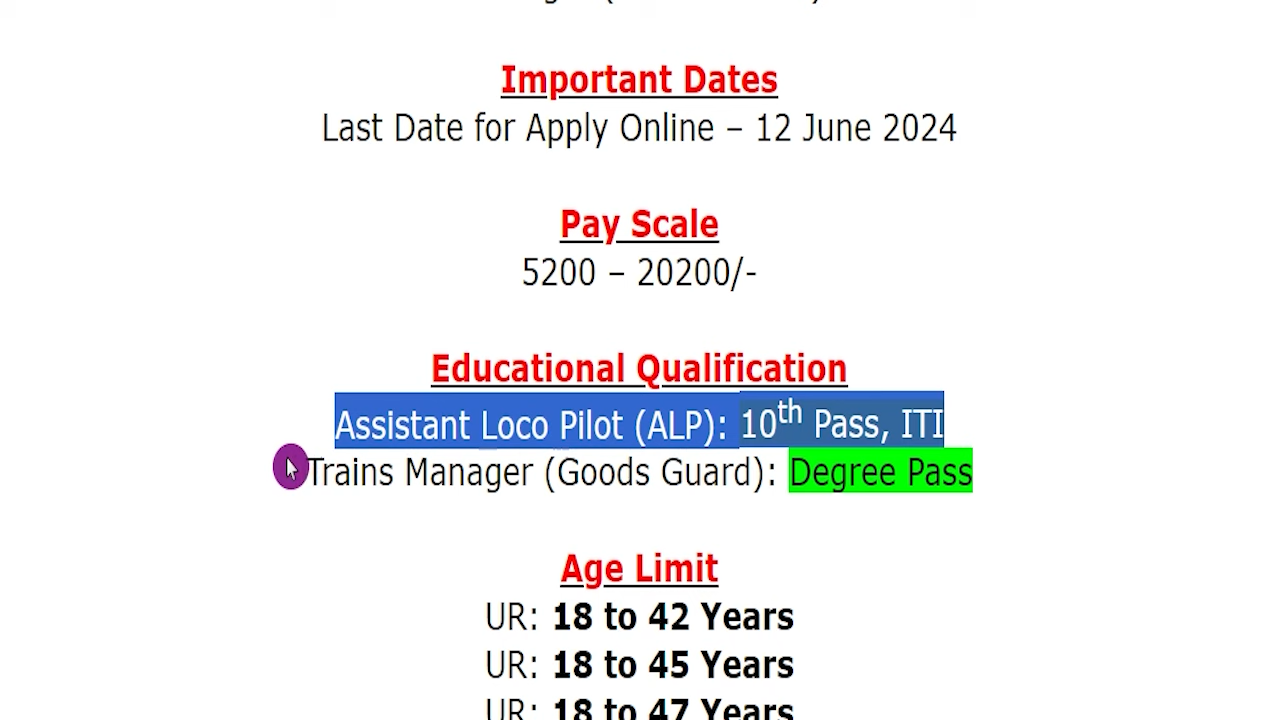 Important Dates
Last Date for Apply Online – 12 June 2024
Pay Scale
5200 – 20200/-
Educational Qualification
Assistant Loco Pilot (ALP): 10th Pass, ITI
Trains Manager (Goods Guard): Degree Pass
Age Limit
UR: 18 to 42 Years
UR: 18 to 45 Years
UR: 18 to 47 Years